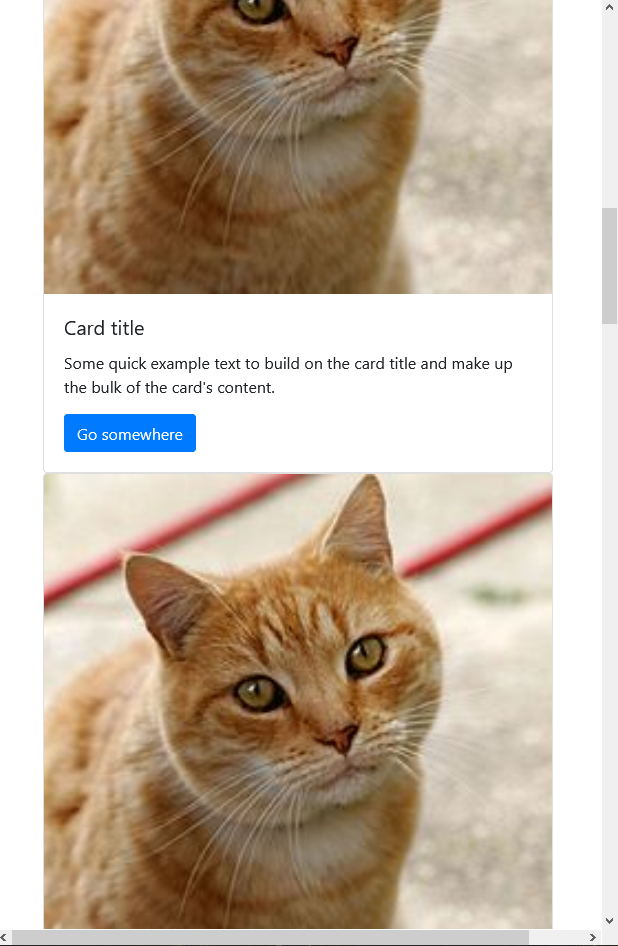 Card title
Some quick example text to build on the card title and make up
the bulk of the card's content.
Go somewhere